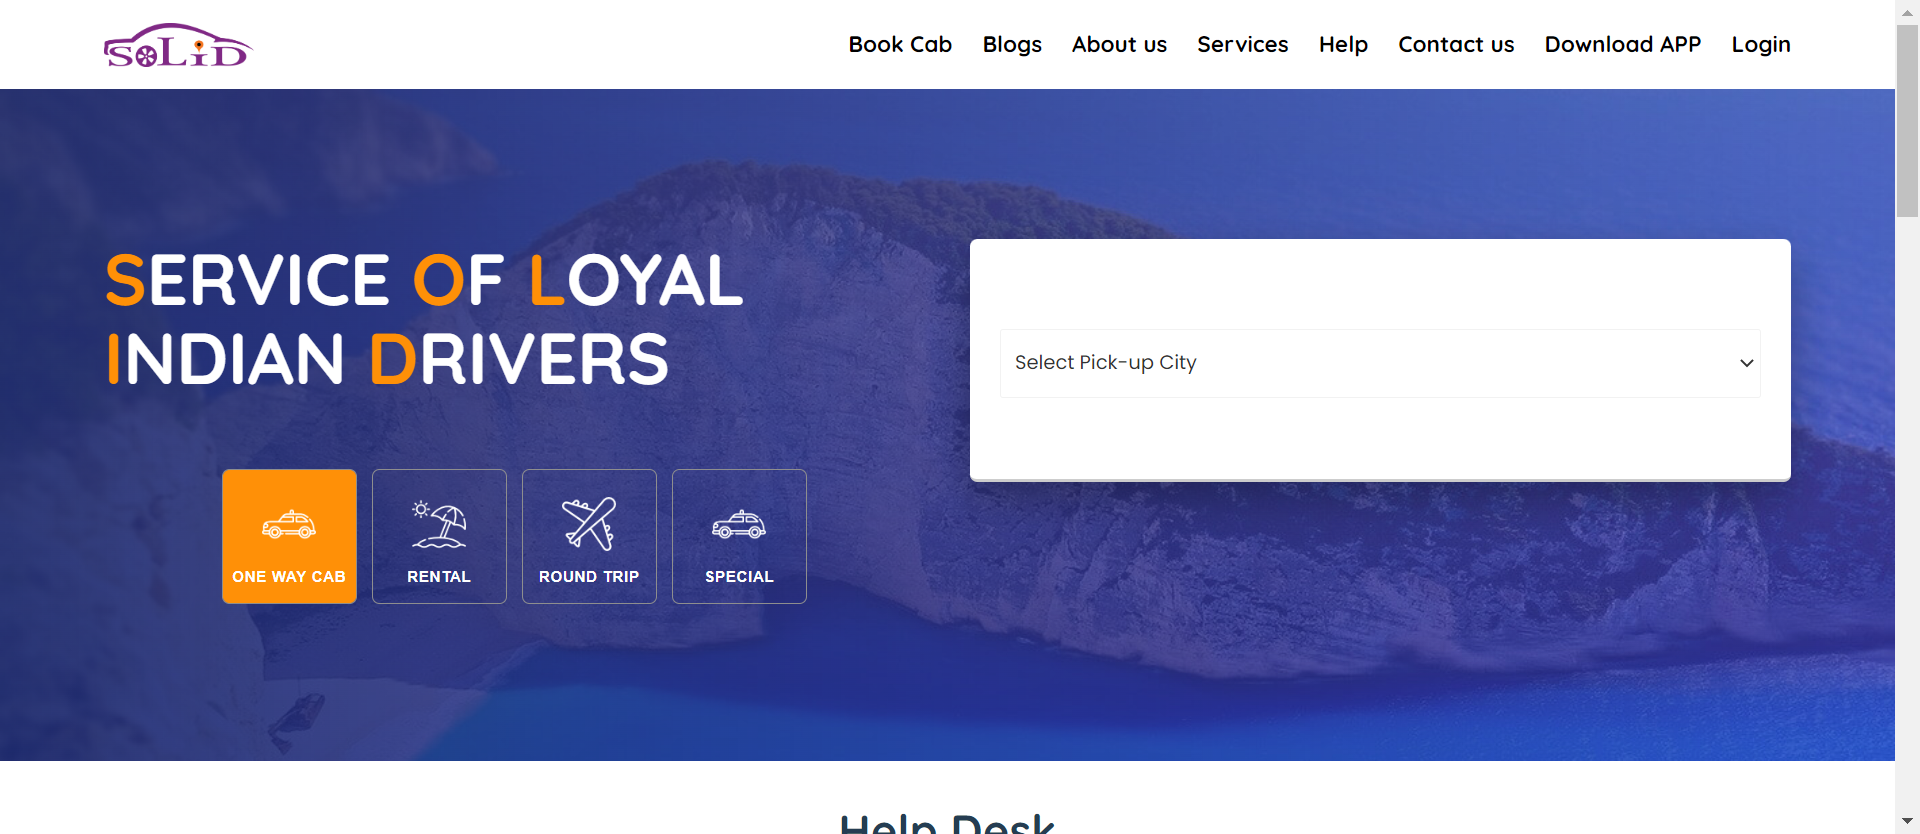 SOLiD
Book Cab
Blogs
About us
Services
Help
Contact us
Download APP
Login
SERVICE OF LOYAL
INDIAN DRIVERS
Select Pick-up City
ONE WAY CAB
RENTAL
ROUND TRIP
SPECIAL
Help Desk